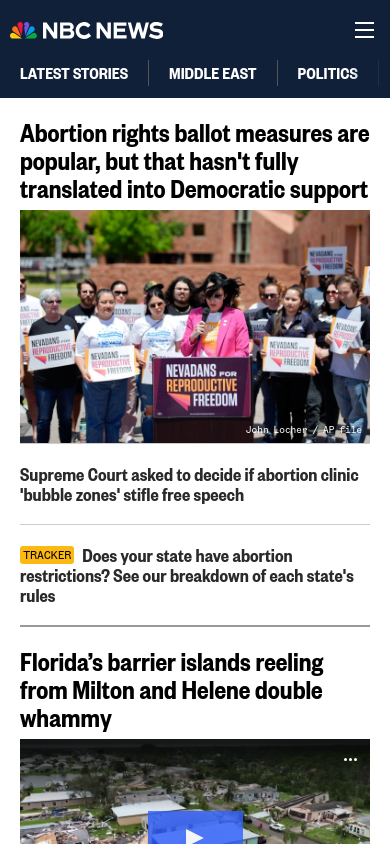 NBC NEWS
LATEST STORIES
MIDDLE EAST
POLITICS
Abortion rights ballot measures are
popular, but that hasn't fully
translated into Democratic support
NEVADANS FOR
REPRODUCTIVE
FREEDOM
NEVADANS FOR
REPRODUCTIVE
FREEDOM
NEVADANS FOR
REPRODUCTIVE
FREEDOM
NEVADANS FOR
REPRODUCTIVE
FREEDOM
NEVADANS FOR
REPRODUCTIVE
FREEDOM
John Locher / AP file
Supreme Court asked to decide if abortion clinic
'bubble zones' stifle free speech
TRACKER Does your state have abortion
restrictions? See our breakdown of each state's
rules
Florida’s barrier islands reeling
from Milton and Helene double
whammy